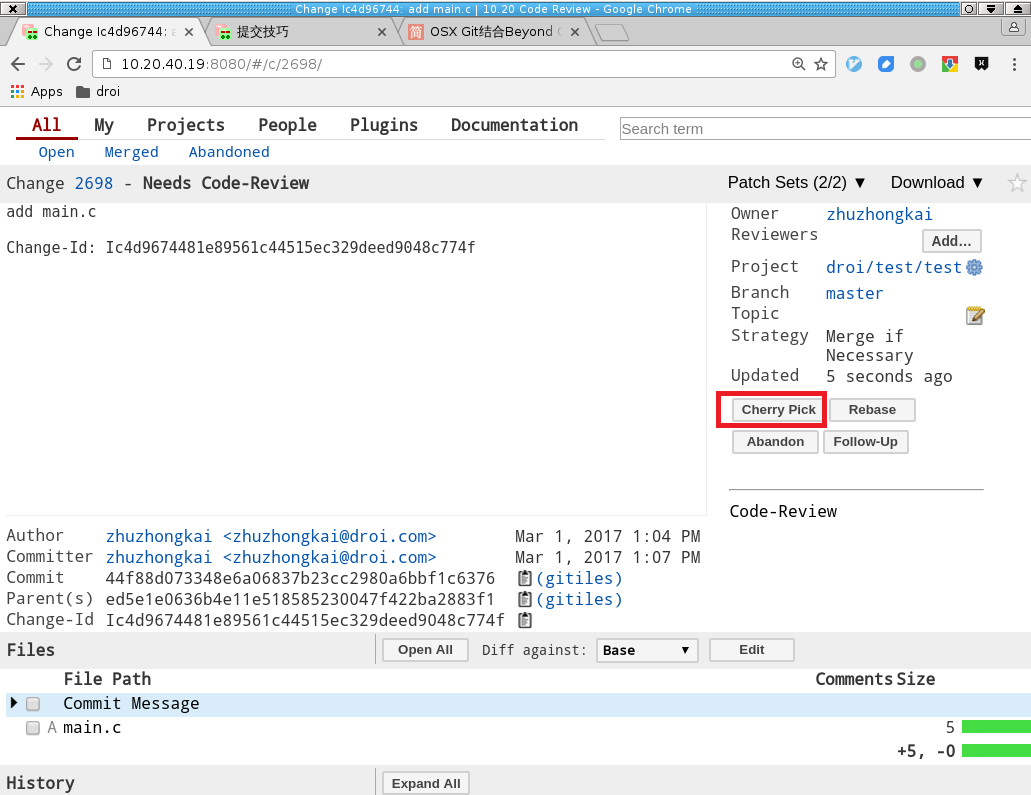 Change Ic4d96744: add main.c | 10.20 Code Review - Google Chrome
Change Ic4d96744: a
提交技巧
简 OSX Git结合Beyond C
10.20.40.19:8080/#/c/2698/
Apps droi
All My Projects People Plugins Documentation
Search term
Open Merged Abandoned
Change 2698 - Needs Code-Review
Patch Sets (2/2) ▼ Download ▼
add main.c
Change-Id: Ic4d9674481e89561c44515ec329deed9048c774f
Owner zhuzhongkai
Reviewers
Add...
Project droi/test/test
Branch master
Topic
Strategy Merge if
Necessary
Updated 5 seconds ago
Cherry Pick Rebase
Abandon Follow-Up
Code-Review
Author zhuzhongkai <zhuzhongkai@droi.com> Mar 1, 2017 1:04 PM
Committer zhuzhongkai <zhuzhongkai@droi.com> Mar 1, 2017 1:07 PM
Commit 44f88d073348e6a06837b23cc2980a6bbf1c6376 (gitiles)
Parent(s) ed5e1e0636b4e11e518585230047f422ba2883f1 (gitiles)
Change-Id Ic4d9674481e89561c44515ec329deed9048c774f
Files Open All Diff against: Base ▼ Edit
File Path Comments Size
Commit Message
A main.c 5
+5, -0
History Expand All